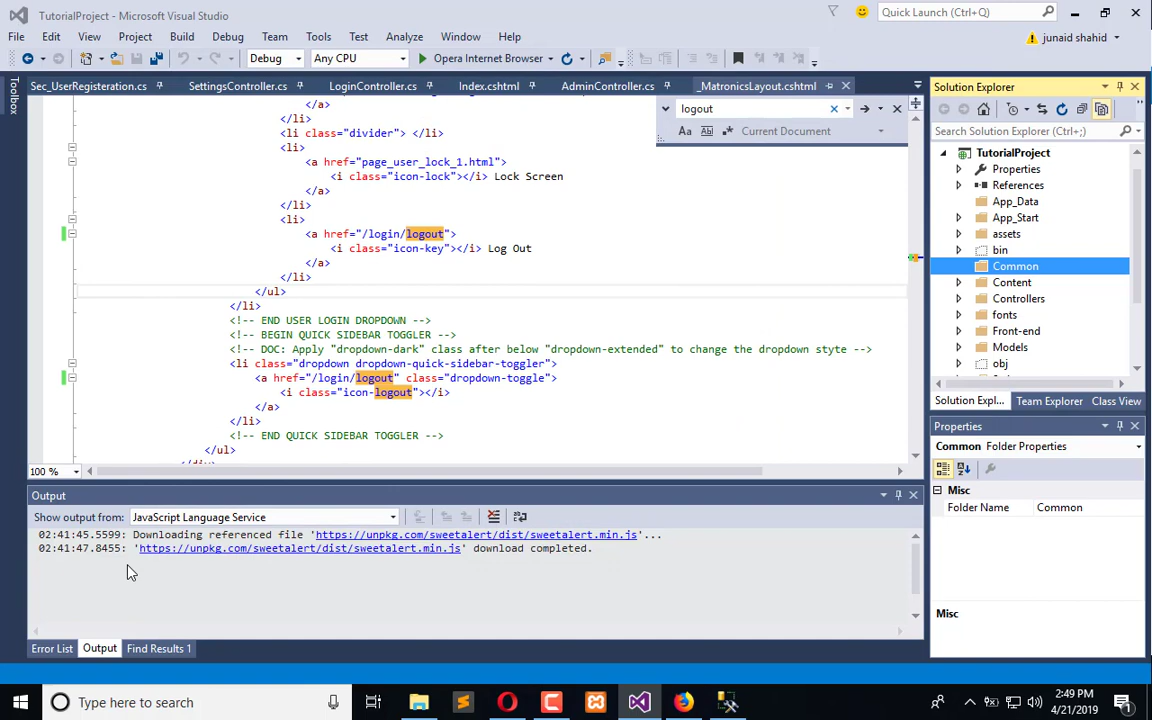 TutorialProject - Microsoft Visual Studio
Quick Launch (Ctrl+Q)
File Edit View Project Build Debug Team Tools Test Analyze Window Help
junaid shahid
Debug Any CPU Opera Internet Browser
Toolbox
Sec_UserRegisteration.cs SettingsController.cs LoginController.cs Index.cshtml AdminController.cs _MatronicsLayout.cshtml
logout
Aa Ab Current Document
</a>
</li>
<li class="divider"> </li>
<li>
<a href="page_user_lock_1.html">
<i class="icon-lock"></i> Lock Screen
</a>
</li>
<li>
<a href="/login/logout">
<i class="icon-key"></i> Log Out
</a>
</li>
</ul>
</li>
<!-- END USER LOGIN DROPDOWN -->
<!-- BEGIN QUICK SIDEBAR TOGGLER -->
<!-- DOC: Apply "dropdown-dark" class after below "dropdown-extended" to change the dropdown styte -->
<li class="dropdown dropdown-quick-sidebar-toggler">
<a href="/login/logout" class="dropdown-toggle">
<i class="icon-logout"></i>
</a>
</li>
<!-- END QUICK SIDEBAR TOGGLER -->
</ul>
</div>
100 %
Output
Show output from: JavaScript Language Service
02:41:45.5599: Downloading referenced file 'https://unpkg.com/sweetalert/dist/sweetalert.min.js'...
02:41:47.8455: 'https://unpkg.com/sweetalert/dist/sweetalert.min.js' download completed.
Error List Output Find Results 1
Solution Explorer
Search Solution Explorer (Ctrl+;)
TutorialProject
Properties
References
App_Data
App_Start
assets
bin
Common
Content
Controllers
fonts
Front-end
Models
obj
Solution Expl... Team Explorer Class View
Properties
Common Folder Properties
Misc
Folder Name Common
Misc
Type here to search
2:49 PM
4/21/2019
1